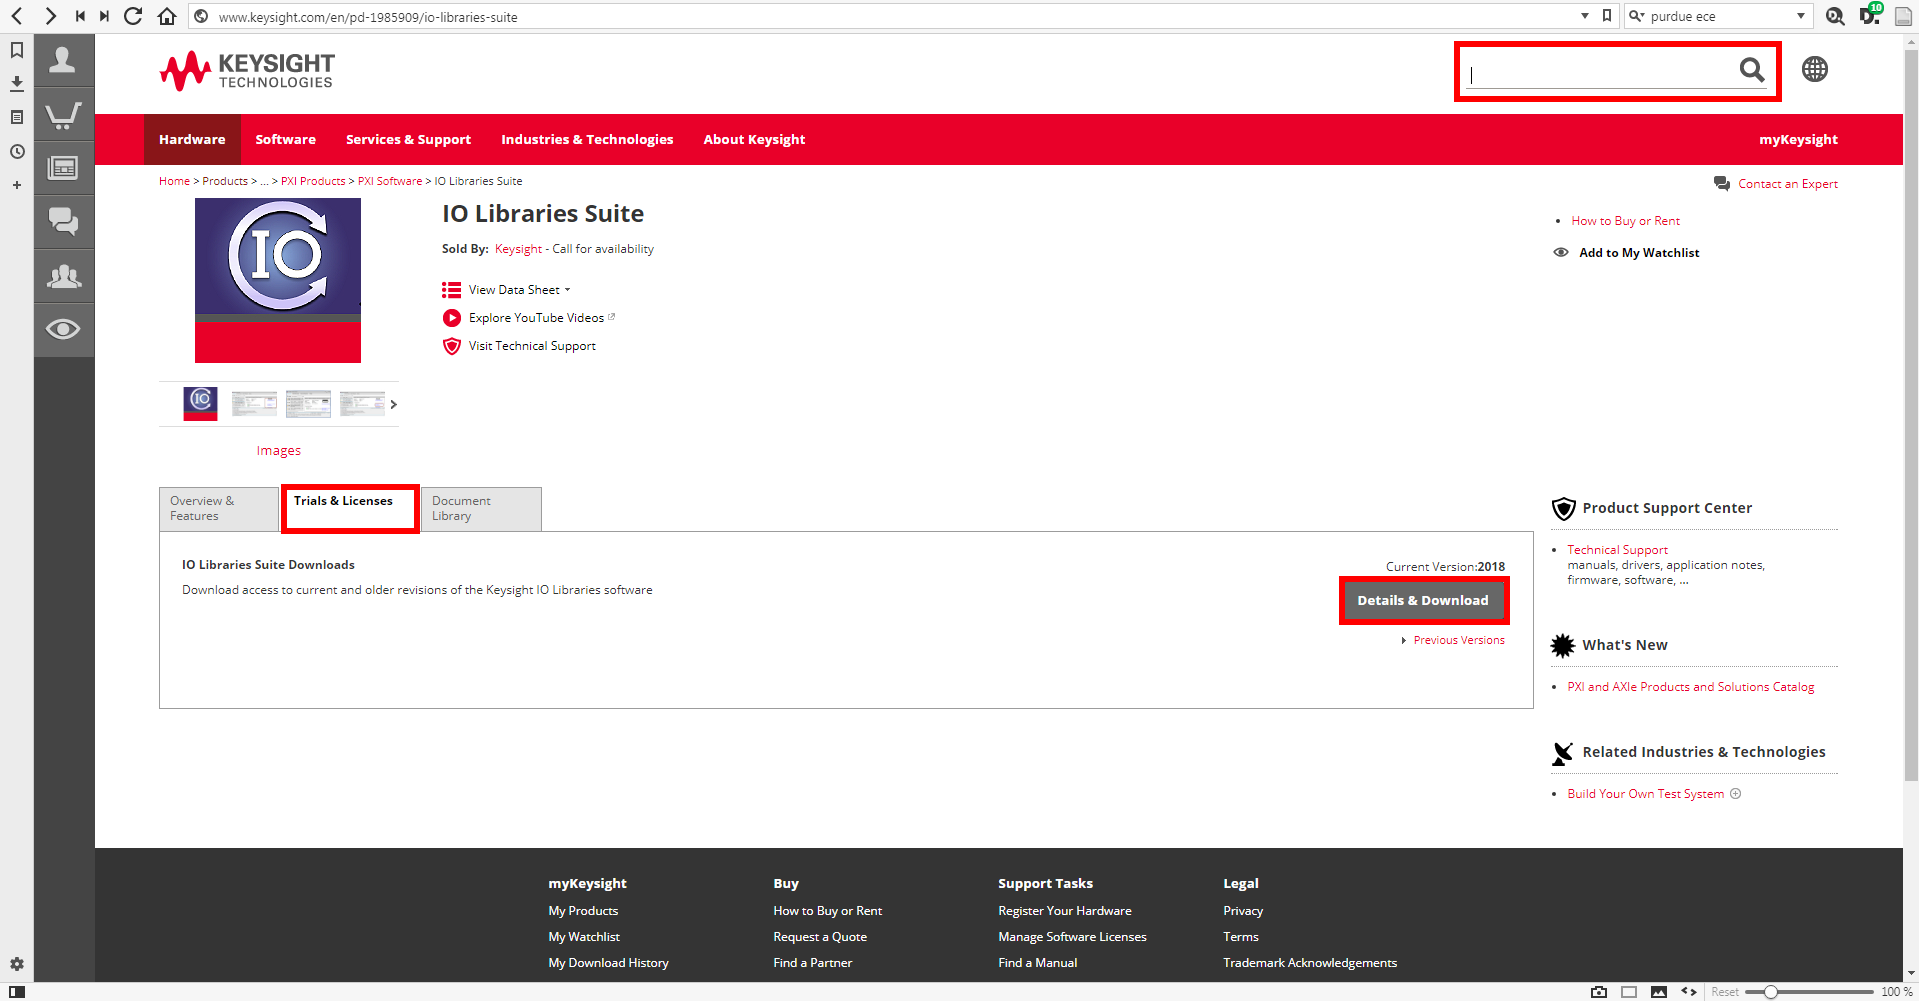 www.keysight.com/en/pd-1985909/io-libraries-suite
purdue ece
10
KEYSIGHT
TECHNOLOGIES
Hardware
Software
Services & Support
Industries & Technologies
About Keysight
myKeysight
Home > Products > ... > PXI Products > PXI Software > IO Libraries Suite
Contact an Expert
IO
IO Libraries Suite
Sold By: Keysight - Call for availability
View Data Sheet
Explore YouTube Videos
Visit Technical Support
How to Buy or Rent
Add to My Watchlist
IO
Images
Overview &
Features
Trials & Licenses
Document
Library
IO Libraries Suite Downloads
Download access to current and older revisions of the Keysight IO Libraries software
Current Version:2018
Details & Download
Previous Versions
Product Support Center
Technical Support
manuals, drivers, application notes,
firmware, software, ...
What's New
PXI and AXIe Products and Solutions Catalog
Related Industries & Technologies
Build Your Own Test System
myKeysight
My Products
My Watchlist
My Download History
Buy
How to Buy or Rent
Request a Quote
Find a Partner
Support Tasks
Register Your Hardware
Manage Software Licenses
Find a Manual
Legal
Privacy
Terms
Trademark Acknowledgements
Reset
100 %